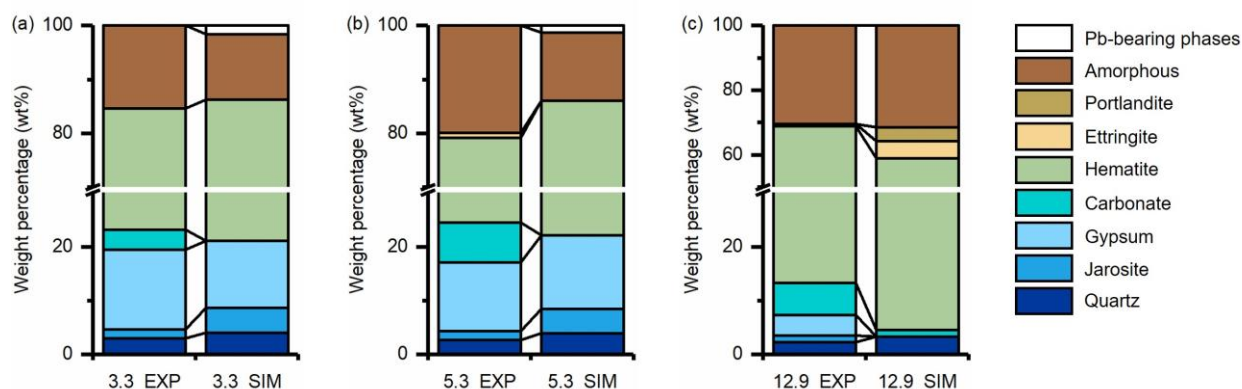 (a)
100
80
20
0
Weight percentage (wt%)
3.3 EXP
3.3 SIM
(b)
100
80
20
0
Weight percentage (wt%)
5.3 EXP
5.3 SIM
(c)
100
80
60
20
0
Weight percentage (wt%)
12.9 EXP
12.9 SIM
Pb-bearing phases
Amorphous
Portlandite
Ettringite
Hematite
Carbonate
Gypsum
Jarosite
Quartz